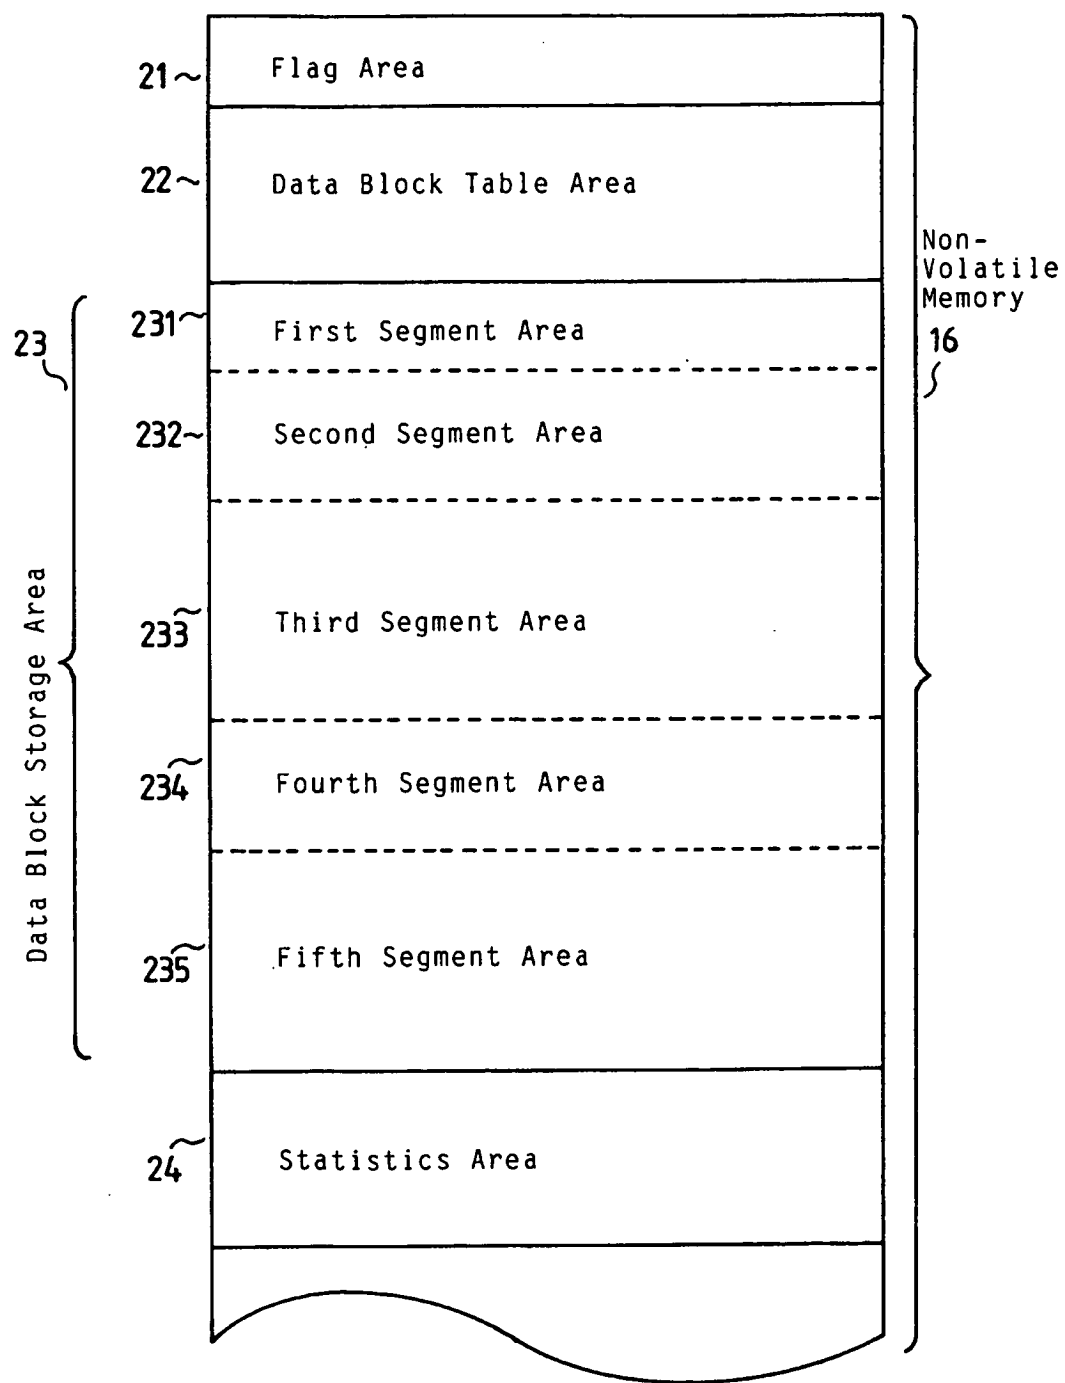 21
Flag Area
22
Data Block Table Area
Non-
Volatile
Memory
16
23
231
First Segment Area
232
Second Segment Area
233
Third Segment Area
Data Block Storage Area
234
Fourth Segment Area
235
Fifth Segment Area
24
Statistics Area